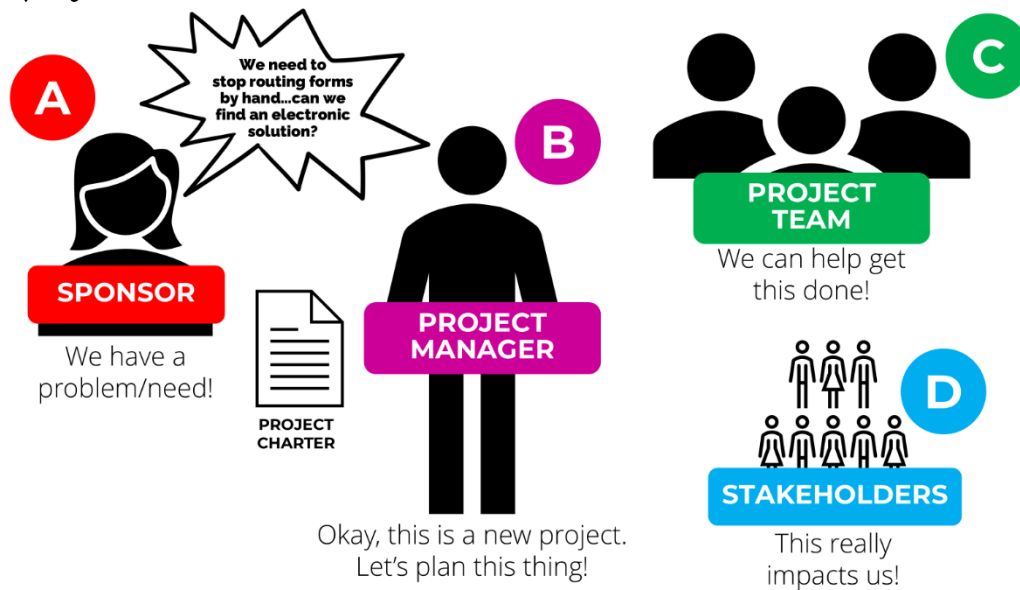 A
We need to
stop routing forms
by hand...can we
find an electronic
solution?
SPONSOR
We have a
problem/need!
PROJECT
CHARTER
B
PROJECT
MANAGER
Okay, this is a new project.
Let's plan this thing!
C
PROJECT
TEAM
We can help get
this done!
D
STAKEHOLDERS
This really
impacts us!